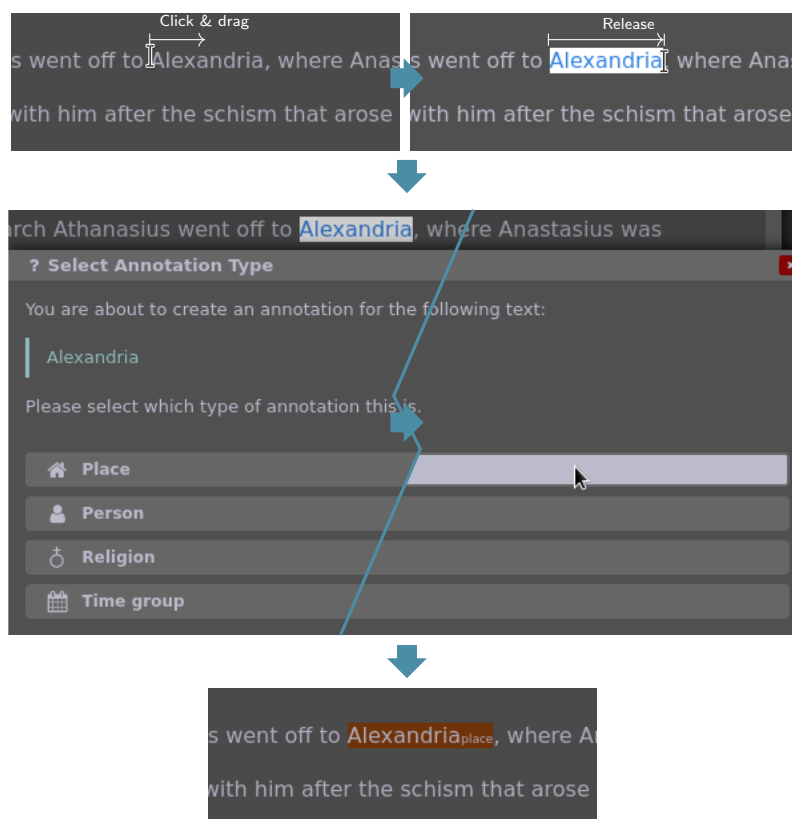 Click & drag
s went off to Alexandria, where Anas
with him after the schism that arose
Release
s went off to Alexandria, where Anas
with him after the schism that arose
arch Athanasius went off to Alexandria, where Anastasius was
? Select Annotation Type
You are about to create an annotation for the following text:
Alexandria
Please select which type of annotation this is.
Place
Person
Religion
Time group
s went off to Alexandria place, where A
with him after the schism that arose